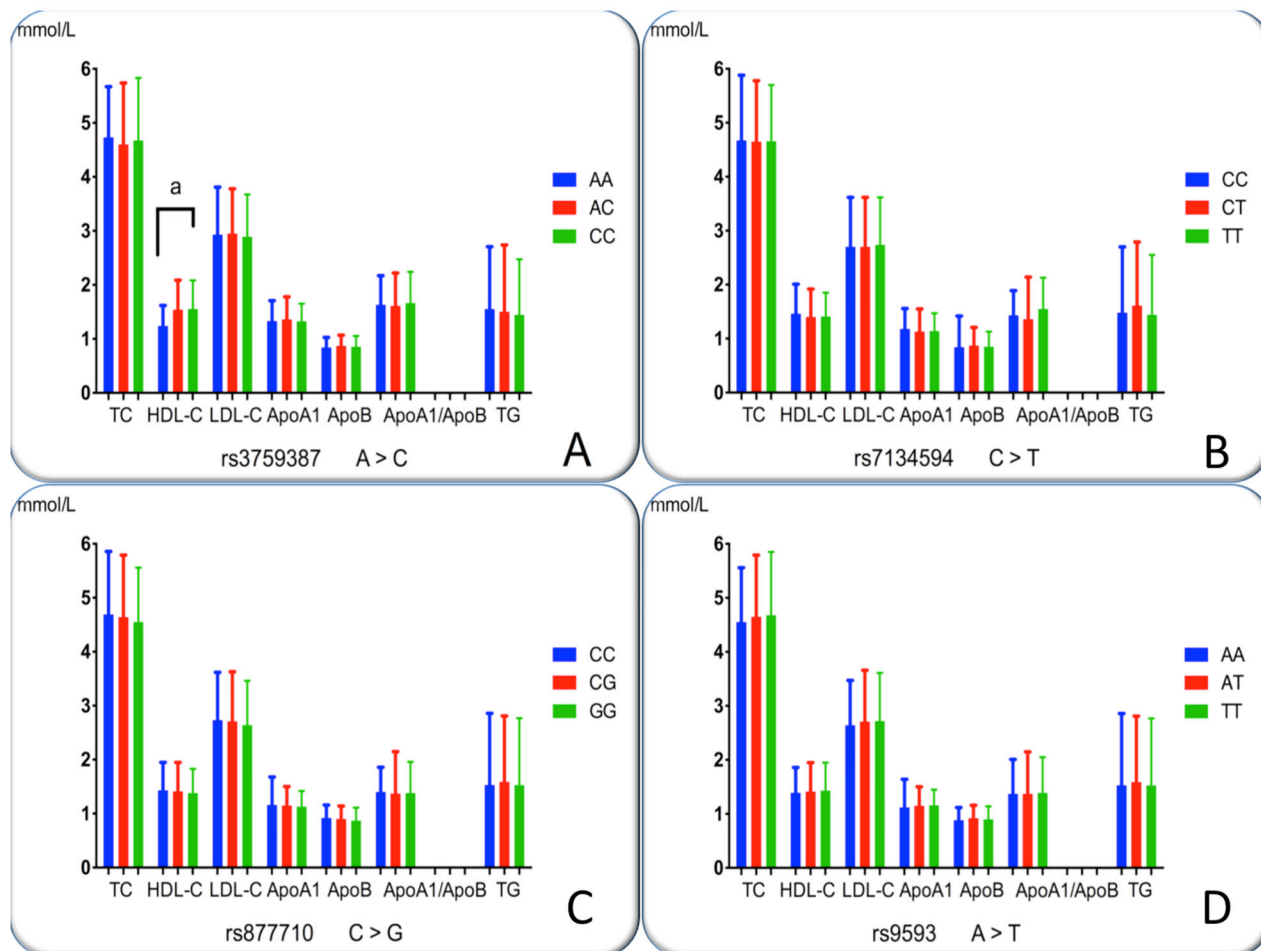 mmol/L
6
5
4
3
2
1
0
a
AA
AC
CC
TC HDL-C LDL-C ApoA1 ApoB ApoA1/ApoB TG
rs3759387 A > C
A
mmol/L
6
5
4
3
2
1
0
CC
CT
TT
TC HDL-C LDL-C ApoA1 ApoB ApoA1/ApoB TG
rs7134594 C > T
B
mmol/L
6
5
4
3
2
1
0
CC
CG
GG
TC HDL-C LDL-C ApoA1 ApoB ApoA1/ApoB TG
rs877710 C > G
C
mmol/L
6
5
4
3
2
1
0
AA
AT
TT
TC HDL-C LDL-C ApoA1 ApoB ApoA1/ApoB TG
rs9593 A > T
D